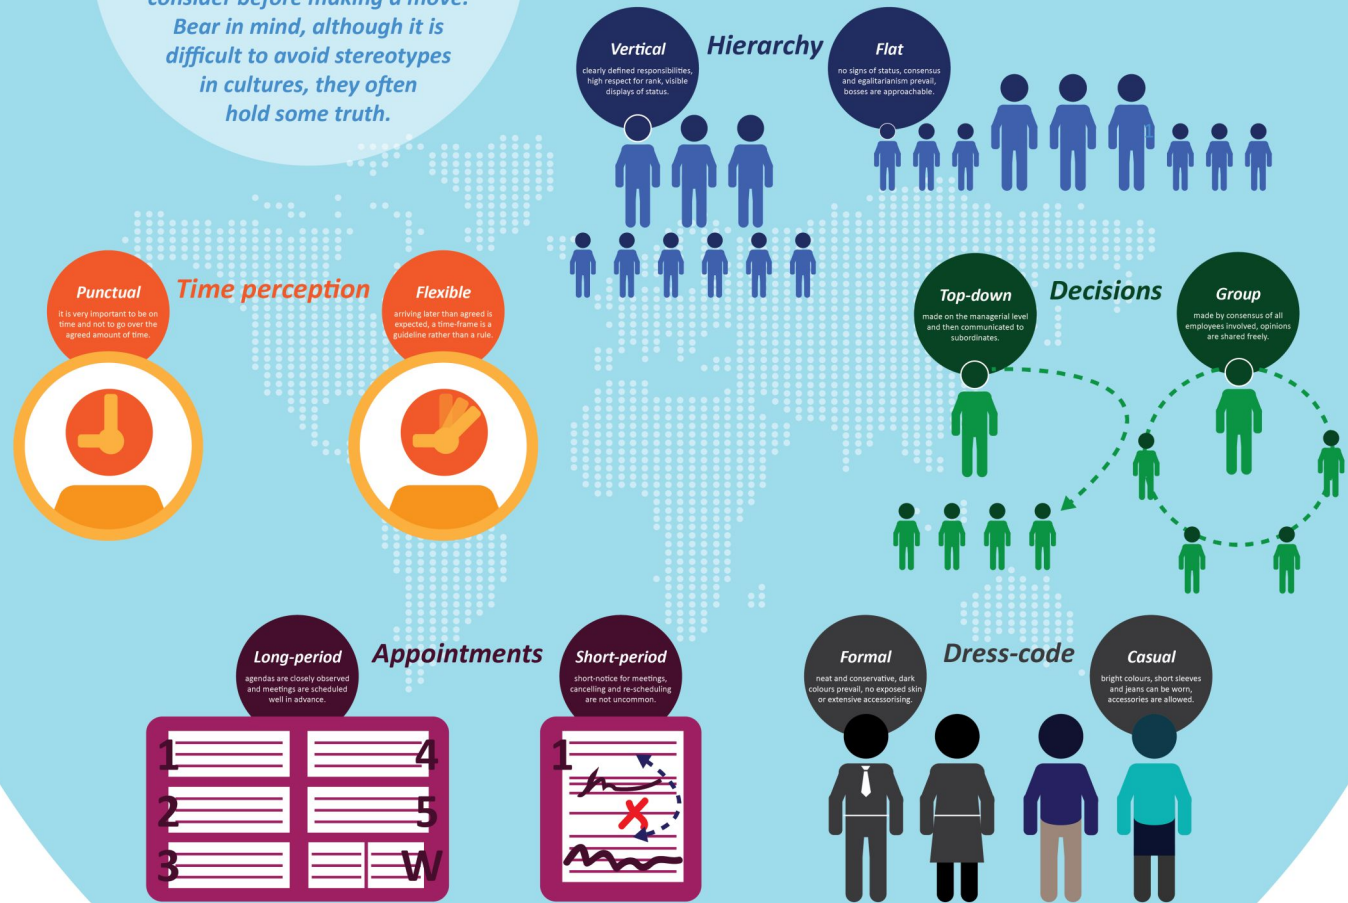 consider before making a move.
Bear in mind, although it is
difficult to avoid stereotypes
in cultures, they often
hold some truth.
Hierarchy
Vertical
clearly defined responsibilities,
high respect for rank, visible
displays of status.
Flat
no signs of status, consensus
and egalitarianism prevail,
bosses are approachable.
Time perception
Punctual
it is very important to be on
time and not to go over the
agreed amount of time.
Flexible
arriving later than agreed is
expected, a time-frame is a
guideline rather than a rule.
Decisions
Top-down
made on the managerial level
and then communicated to
subordinates.
Group
made by consensus of all
employees involved, opinions
are shared freely.
Appointments
Long-period
agendas are closely observed
and meetings are scheduled
well in advance.
1
2
3
4
5
W
Short-period
short-notice for meetings,
cancelling and re-scheduling
are not uncommon.
1
Dress-code
Formal
neat and conservative, dark
colours prevail, no exposed skin
or extensive accessorising.
Casual
bright colours, short sleeves
and jeans can be worn,
accessories are allowed.